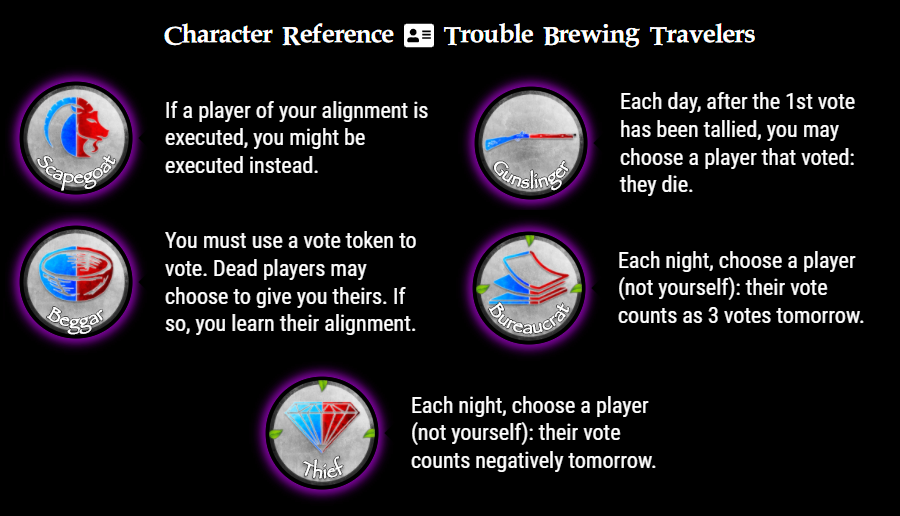 Character Reference Trouble Brewing Travelers
Scapegoat
If a player of your alignment is
executed, you might be
executed instead.
Gunslinger
Each day, after the 1st vote
has been tallied, you may
choose a player that voted:
they die.
Beggar
You must use a vote token to
vote. Dead players may
choose to give you theirs. If
so, you learn their alignment.
Bureaucrat
Each night, choose a player
(not yourself): their vote
counts as 3 votes tomorrow.
Thief
Each night, choose a player
(not yourself): their vote
counts negatively tomorrow.